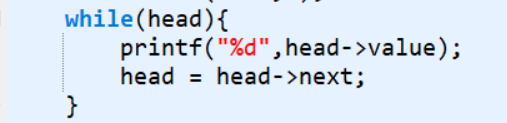 while(head){
    printf("%d",head->value);
    head = head->next;
}